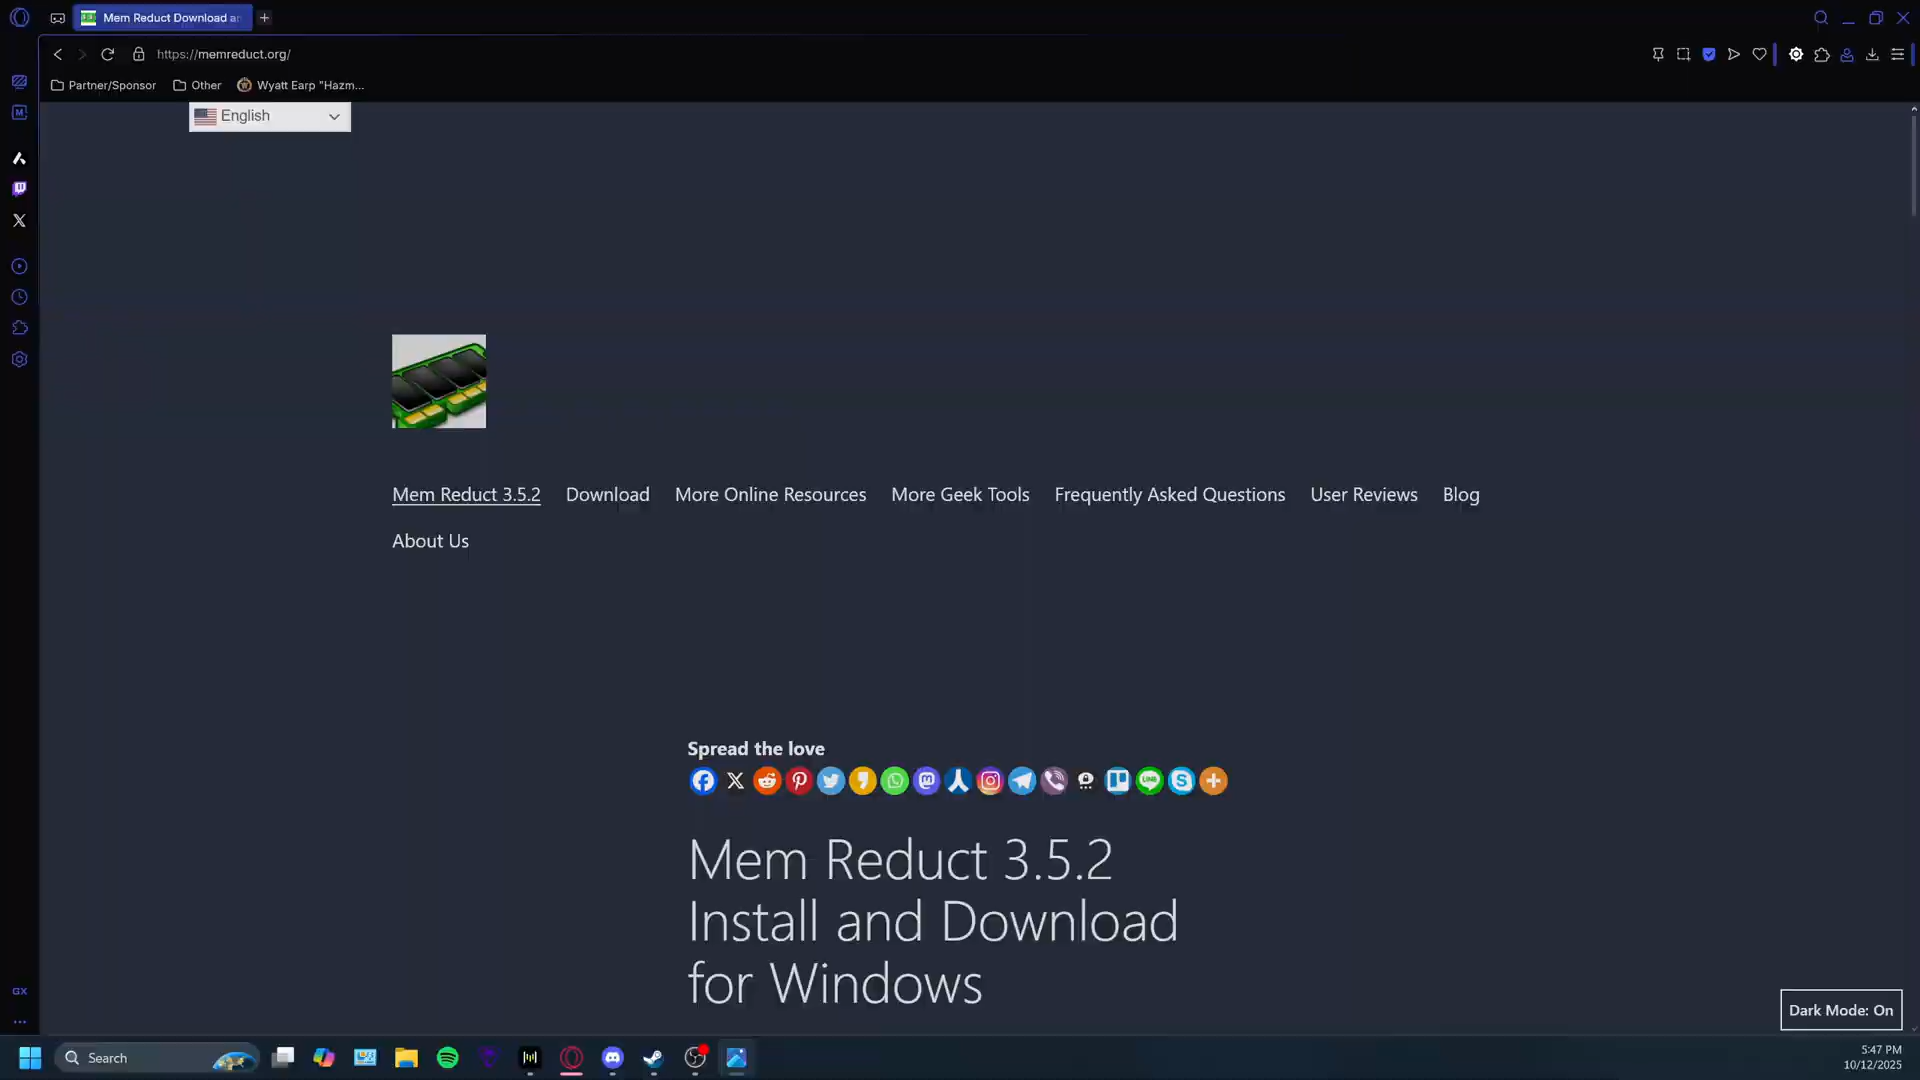 Mem Reduct Download an
https://memreduct.org/
Partner/Sponsor
Other
Wyatt Earp "Hazm...
English
Mem Reduct 3.5.2
Download
More Online Resources
More Geek Tools
Frequently Asked Questions
User Reviews
Blog
About Us
Spread the love
Mem Reduct 3.5.2
Install and Download
for Windows
Dark Mode: On
GX
Search
5:47 PM
10/12/2025